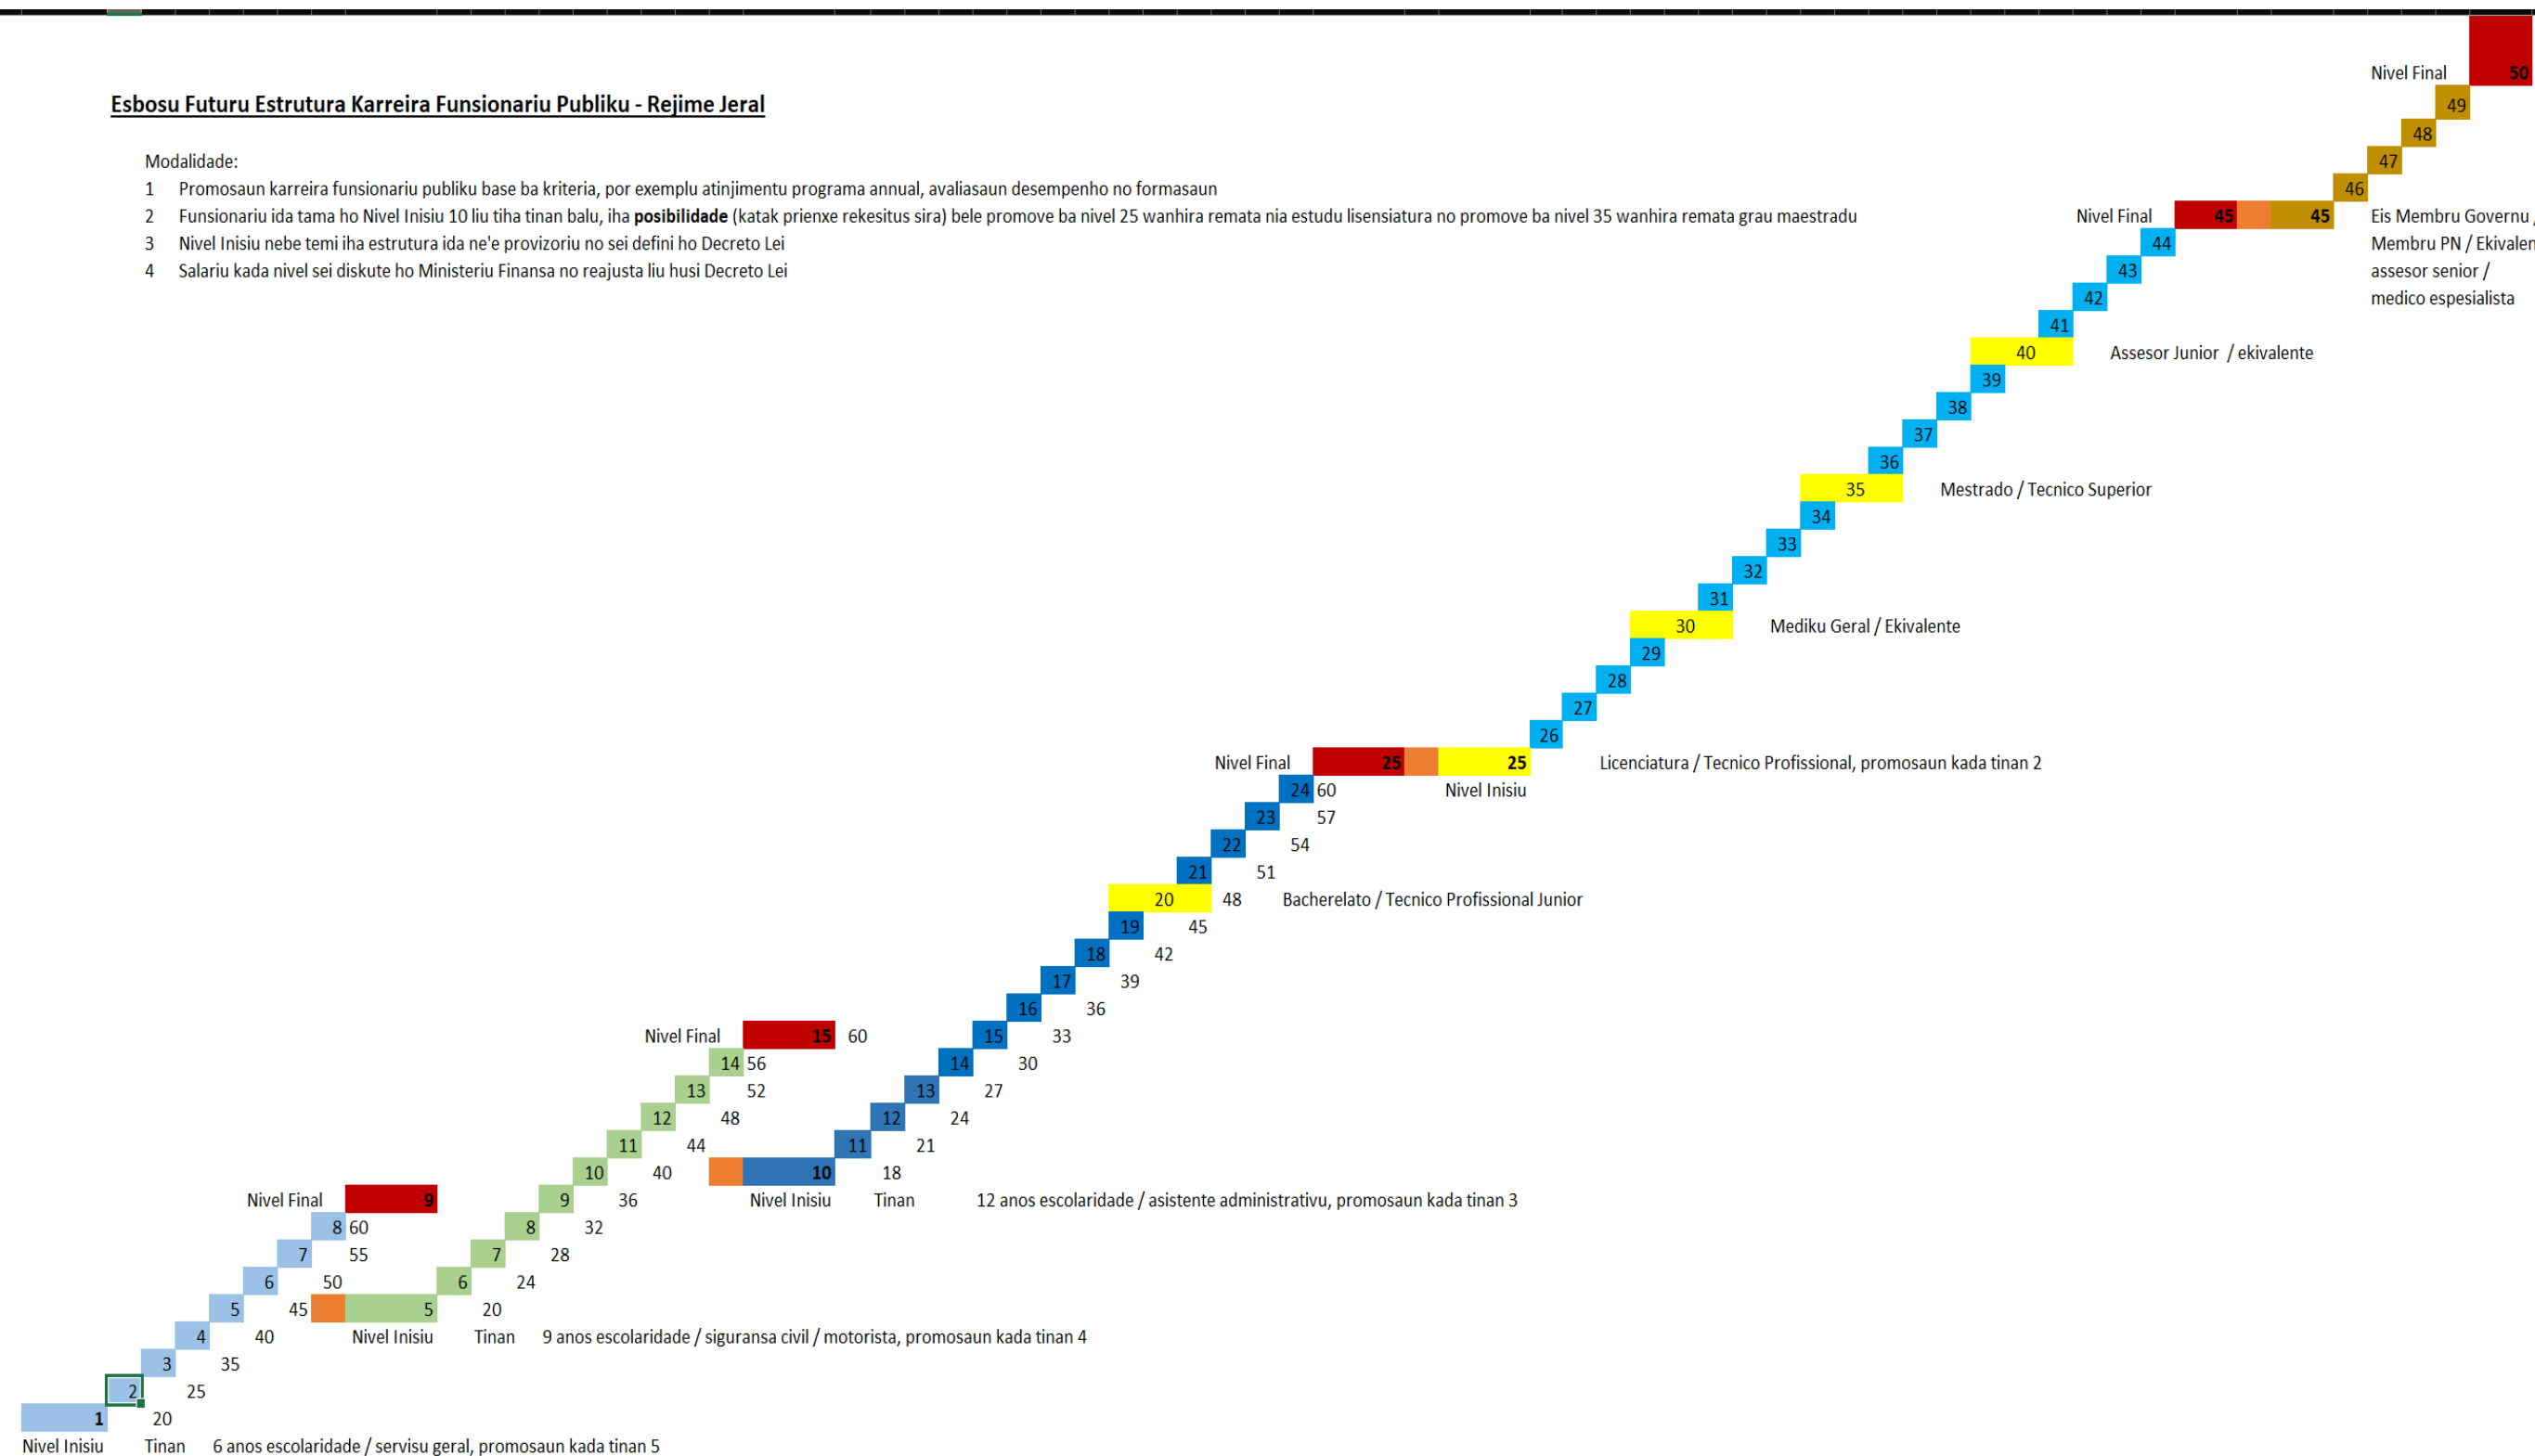 Nivel Final 50
49
Esbosu Futuru Estrutura Karreira Funsionariu Publiku - Rejime Jeral
48
Modalidade:
47
1 Promosaun karreira funsionariu publiku base ba kriteria, por exemplu atinjimentu programa annual, avaliasaun desempenho no formasaun
46
2 Funsionariu ida tama ho Nivel Inisiu 10 liu tiha tinan balu, iha posibilidade (katak prienxe rekesitus sira) bele promove ba nivel 25 wanhira remata nia estudu lisensiatura no promove ba nivel 35 wanhira remata grau maestradu
Nivel Final 45 45 Eis Membru Governu /
3 Nivel Inisiu nebe temi iha estrutura ida ne'e provizoriu no sei defini ho Decreto Lei
44 Membru PN / Ekivalen
4 Salariu kada nivel sei diskute ho Ministeriu Finansa no reajusta liu husi Decreto Lei
43 assesor senior /
42 medico espesialista
41
40 Assesor Junior / ekivalente
39
38
37
36
35 Mestrado / Tecnico Superior
34
33
32
31
30 Mediku Geral / Ekivalente
29
28
27
26
Nivel Final 25 25 Licenciatura / Tecnico Profissional, promosaun kada tinan 2
24 60 Nivel Inisiu
23 57
22 54
21 51
20 48 Bacherelato / Tecnico Profissional Junior
19 45
18 42
17 39
16 36
Nivel Final 15 60 15 33
14 56 14 30
13 52 13 27
12 48 12 24
11 44 11 21
10 40 10 18
Nivel Final 9 9 36 Nivel Inisiu Tinan 12 anos escolaridade / asistente administrativu, promosaun kada tinan 3
8 60 8 32
7 55 7 28
6 50 6 24
5 45 5 20
4 40 Nivel Inisiu Tinan 9 anos escolaridade / siguransa civil / motorista, promosaun kada tinan 4
3 35
2 25
1 20
Nivel Inisiu Tinan 6 anos escolaridade / servisu geral, promosaun kada tinan 5